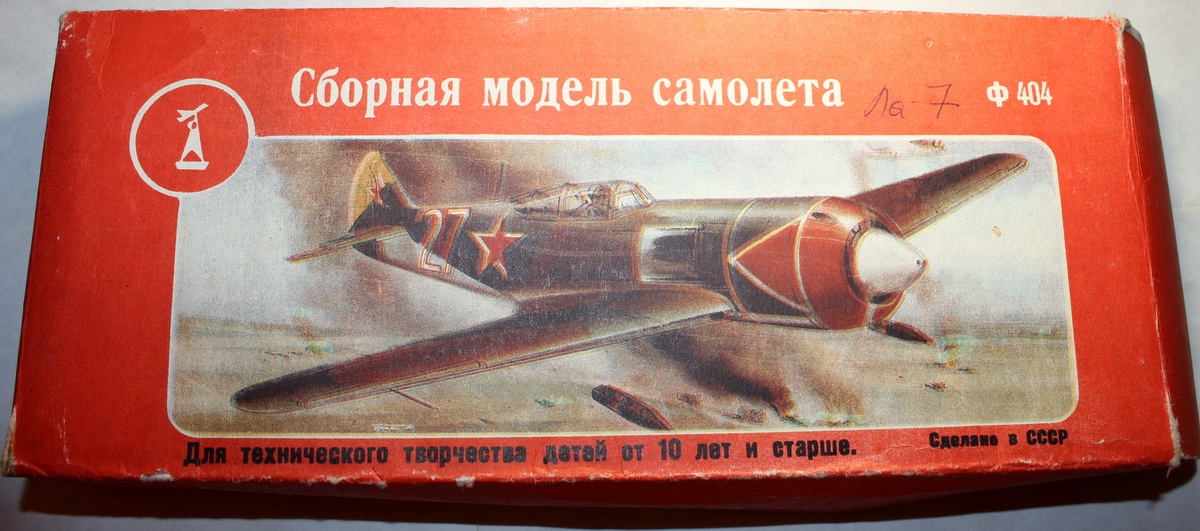 Сборная модель самолета Ла-7 Ф 404
27
Для технического творчества детей от 10 лет и старше.
Сделано в СССР